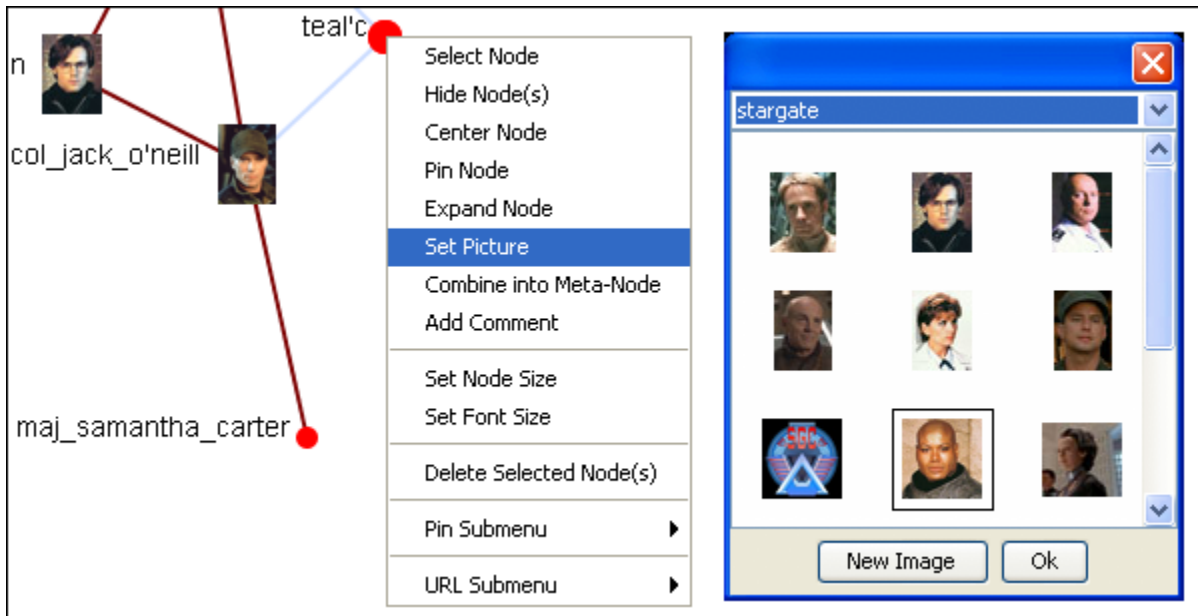 teal'c
n
col_jack_o'neill
maj_samantha_carter
Select Node
Hide Node(s)
Center Node
Pin Node
Expand Node
Set Picture
Combine into Meta-Node
Add Comment
Set Node Size
Set Font Size
Delete Selected Node(s)
Pin Submenu
URL Submenu
stargate
SGC
New Image
Ok